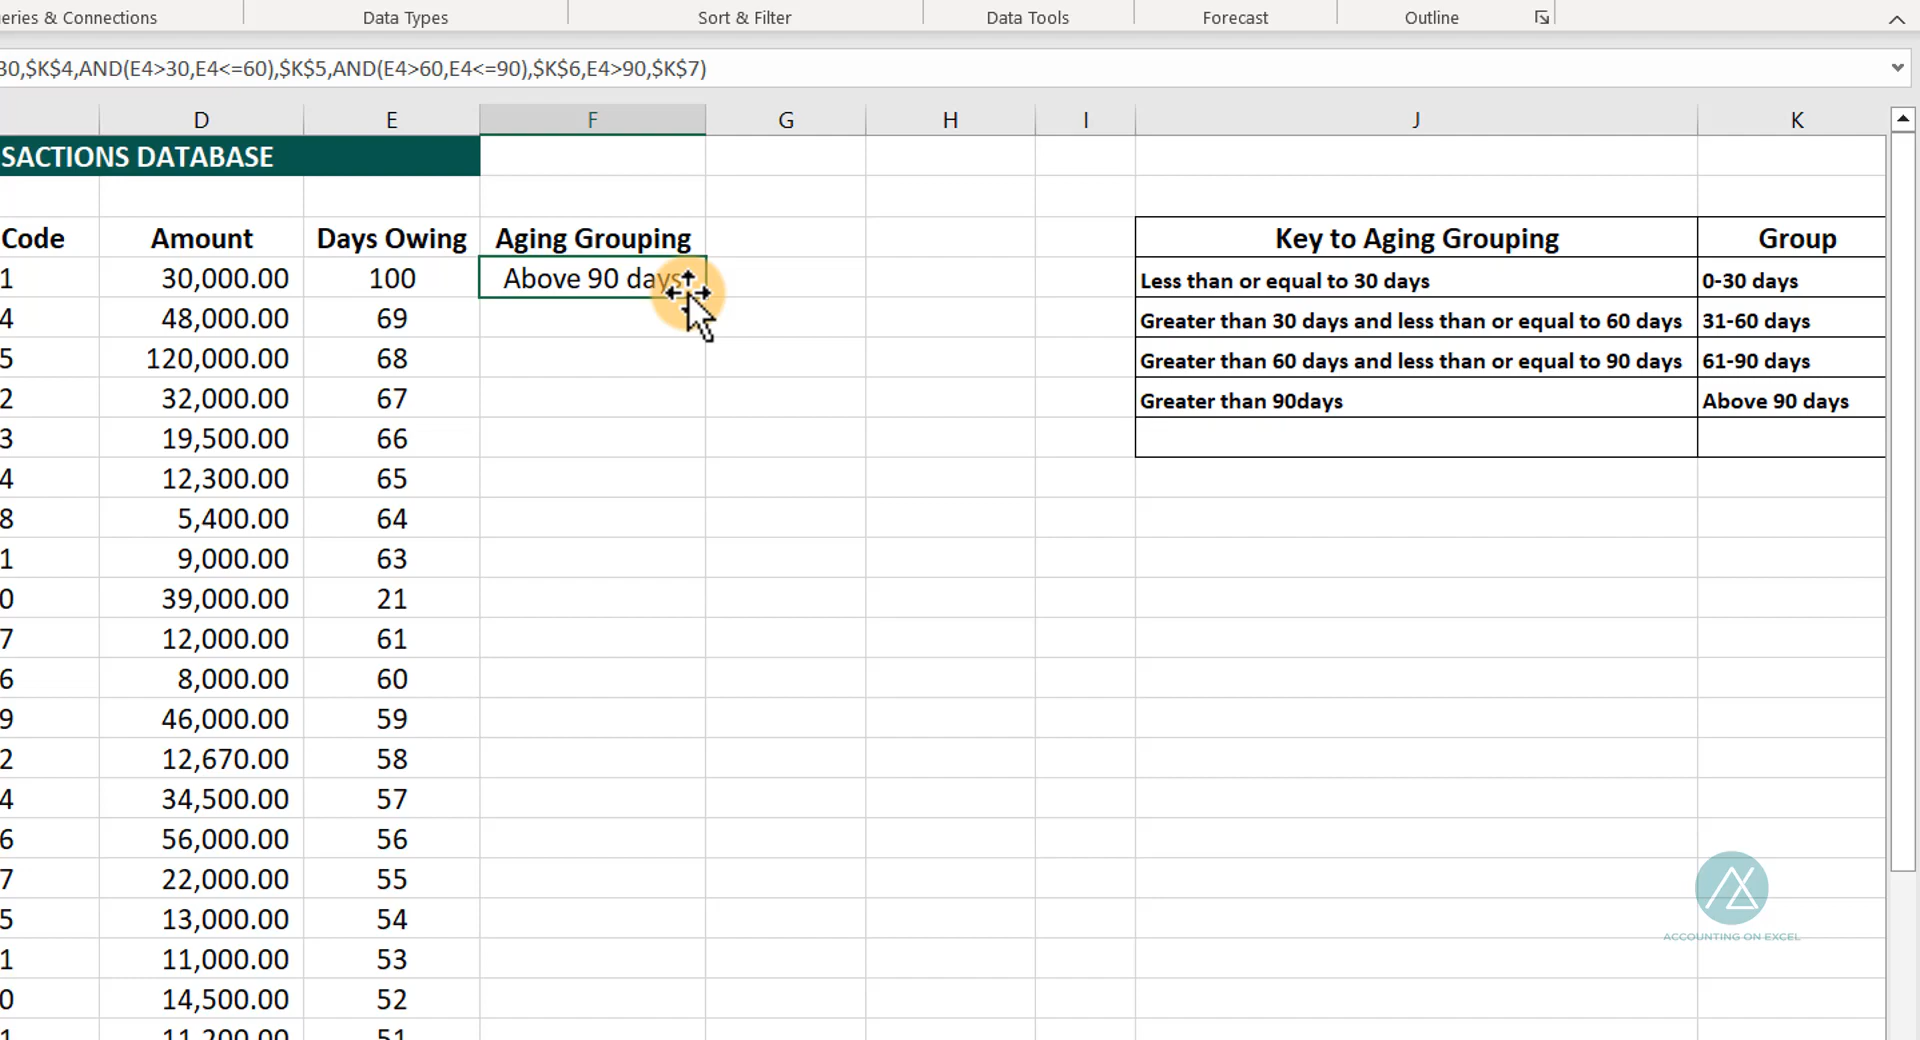 eries & Connections Data Types Sort & Filter Data Tools Forecast Outline
30,$K$4,AND(E4>30,E4<=60),$K$5,AND(E4>60,E4<=90),$K$6,E4>90,$K$7)
D E F G H I J K
SACTIONS DATABASE
Code Amount Days Owing Aging Grouping Key to Aging Grouping Group
1 30,000.00 100 Above 90 days Less than or equal to 30 days 0-30 days
4 48,000.00 69 Greater than 30 days and less than or equal to 60 days 31-60 days
5 120,000.00 68 Greater than 60 days and less than or equal to 90 days 61-90 days
2 32,000.00 67 Greater than 90days Above 90 days
3 19,500.00 66
4 12,300.00 65
8 5,400.00 64
1 9,000.00 63
0 39,000.00 21
7 12,000.00 61
6 8,000.00 60
9 46,000.00 59
2 12,670.00 58
4 34,500.00 57
6 56,000.00 56
7 22,000.00 55
5 13,000.00 54
1 11,000.00 53
0 14,500.00 52
1 11,200.00 51
ACCOUNTING ON EXCEL